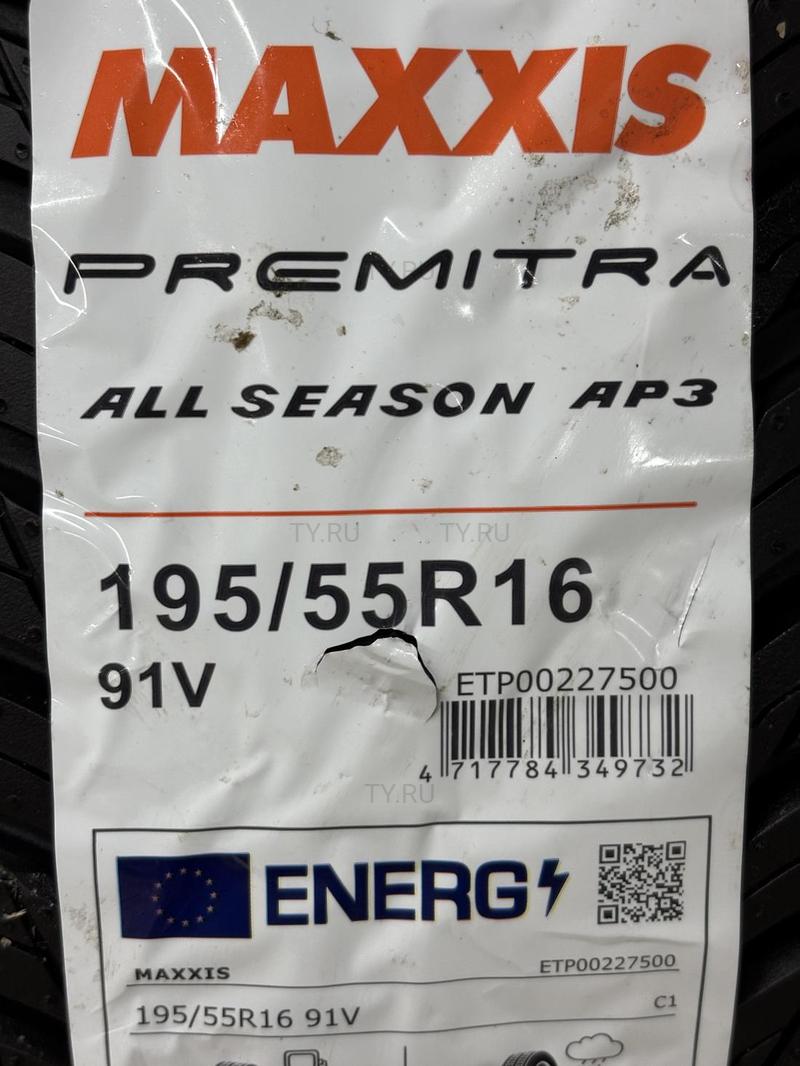 MAXXIS
PREMITRA
ALL SEASON AP3
TY.RU TY.RU
195/55R16
91V
ETP00227500
4 717784 349732
TY.RU
ENERG
MAXXIS ETP00227500
195/55R16 91V C1